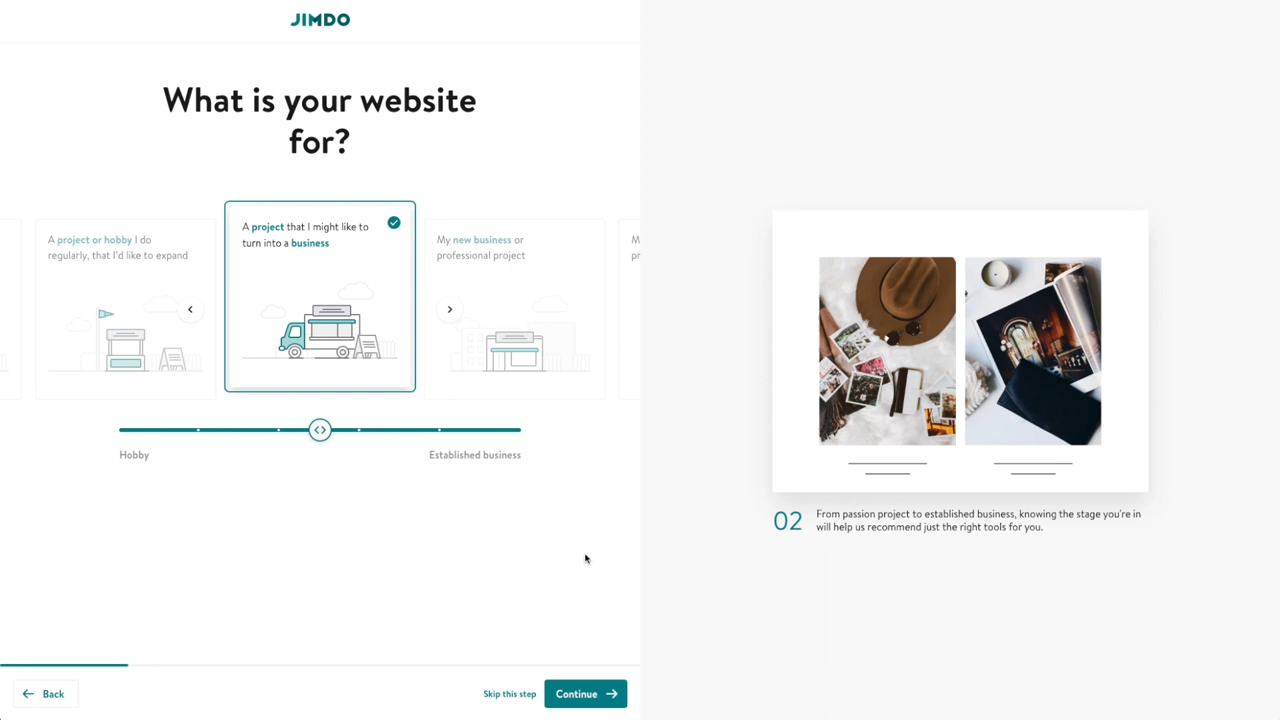 JIMDO
What is your website
for?
A project or hobby I do
regularly, that I'd like to expand
A project that I might like to
turn into a business
My new business or
professional project
Hobby
Established business
02
From passion project to established business, knowing the stage you're in
will help us recommend just the right tools for you.
Back
Skip this step
Continue